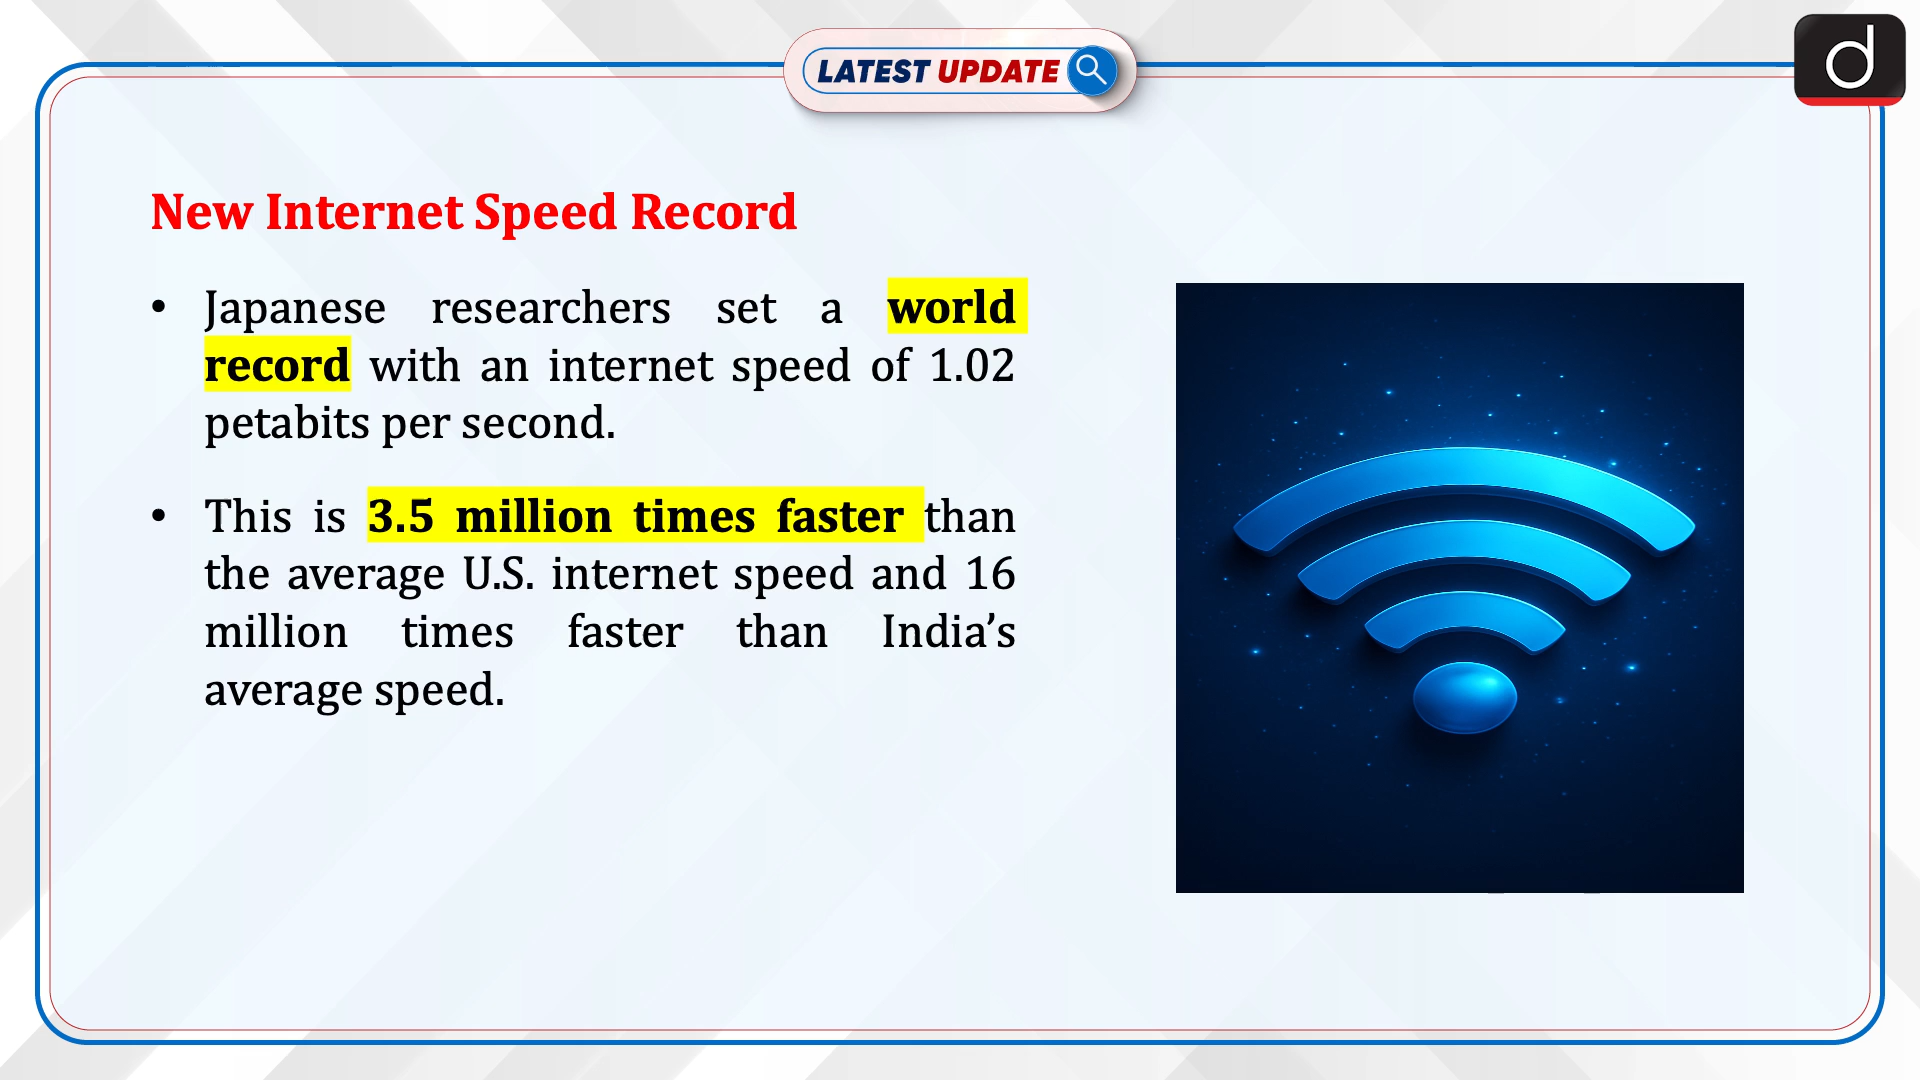 LATEST UPDATE
d
New Internet Speed Record
• Japanese researchers set a world
record with an internet speed of 1.02
petabits per second.
• This is 3.5 million times faster than
the average U.S. internet speed and 16
million times faster than India’s
average speed.